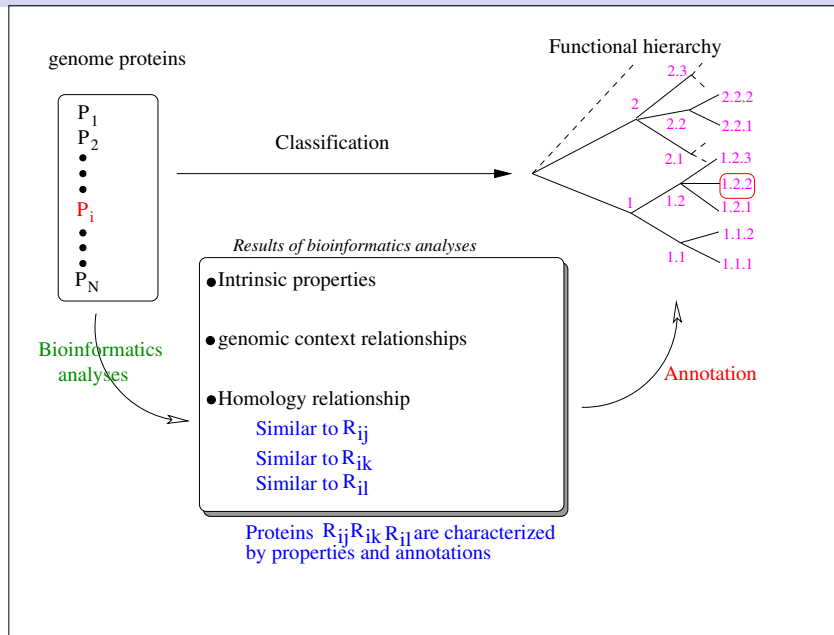 Functional hierarchy
genome proteins
2.3
2
2.2.2
2.2
2.2.1
2.1
1.2.3
1.2.2
1
1.2
1.2.1
1.1.2
1.1
1.1.1
P1
P2
Pi
PN
Classification
Results of bioinformatics analyses
•Intrinsic properties
•genomic context relationships
•Homology relationship
Similar to Rij
Similar to Rik
Similar to Ril
Bioinformatics
analyses
Annotation
Proteins Rij Rik Ril are characterized
by properties and annotations